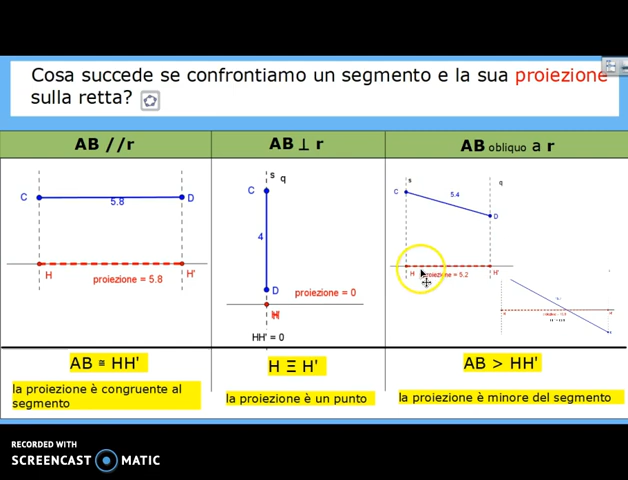 Cosa succede se confrontiamo un segmento e la sua proiezione
sulla retta?
AB //r
AB ⊥ r
AB obliquo a r
C
5.8
D
H
proiezione = 5.8
H'
s q
C
4
D
proiezione = 0
H'
HH' = 0
s
q
C
5.4
D
H
proiezione = 5.2
H'
AB ≅ HH'
la proiezione è congruente al
segmento
H Ξ H'
la proiezione è un punto
AB > HH'
la proiezione è minore del segmento
RECORDED WITH
SCREENCAST MATIC